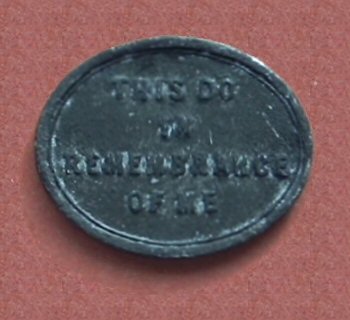 THIS DO
IN
REMEMBRANCE
OF ME